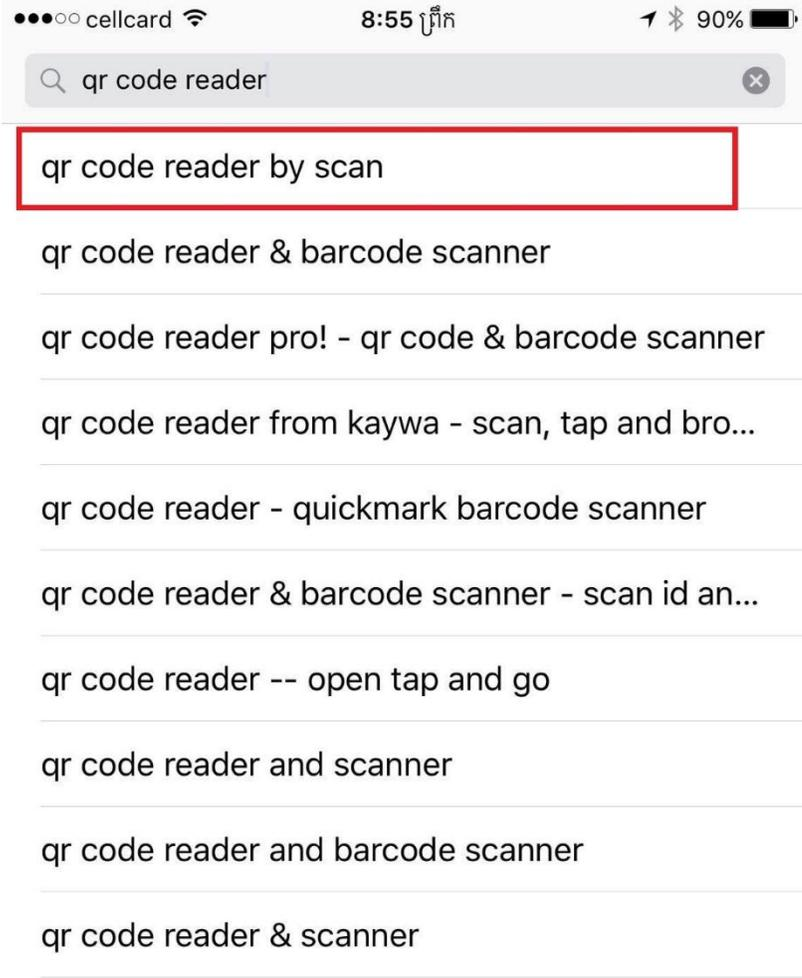 cellcard 8:55 ព្រឹក 90%
qr code reader
qr code reader by scan
qr code reader & barcode scanner
qr code reader pro! - qr code & barcode scanner
qr code reader from kaywa - scan, tap and bro...
qr code reader - quickmark barcode scanner
qr code reader & barcode scanner - scan id an...
qr code reader -- open tap and go
qr code reader and scanner
qr code reader and barcode scanner
qr code reader & scanner